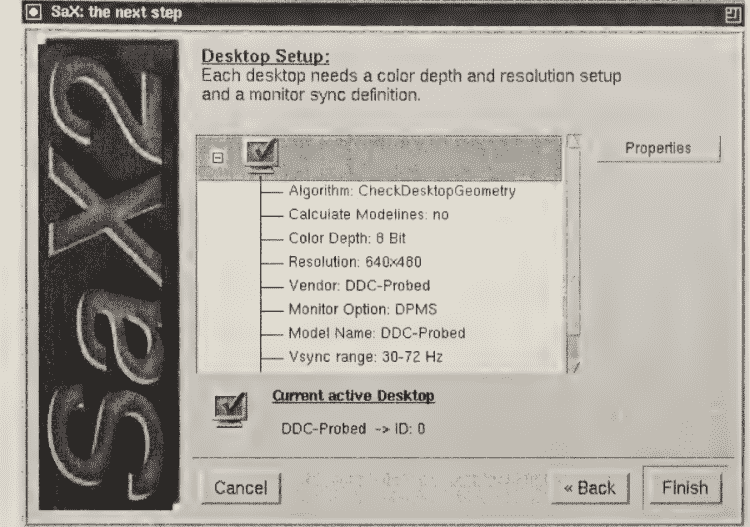 SaX: the next step
SaX2
Desktop Setup:
Each desktop needs a color depth and resolution setup
and a monitor sync definition.
Properties
Algorithm: CheckDesktopGeometry
Calculate Modelines: no
Color Depth: 8 Bit
Resolution: 640x480
Vendor: DDC-Probed
Monitor Option: DPMS
Model Name: DDC-Probed
Vsync range: 30-72 Hz
Current active Desktop
DDC-Probed -> ID: 0
Cancel
« Back
Finish